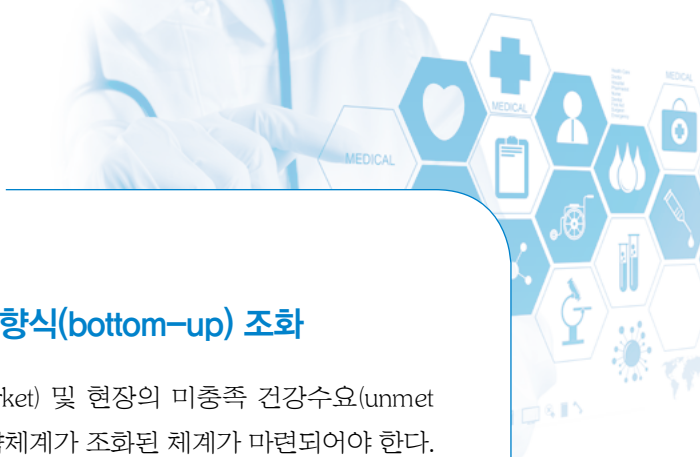 MEDICAL
MEDICAL
MEDICAL
향식(bottom-up) 조화
ket) 및 현장의 미충족 건강수요(unmet
체계가 조화된 체계가 마련되어야 한다.